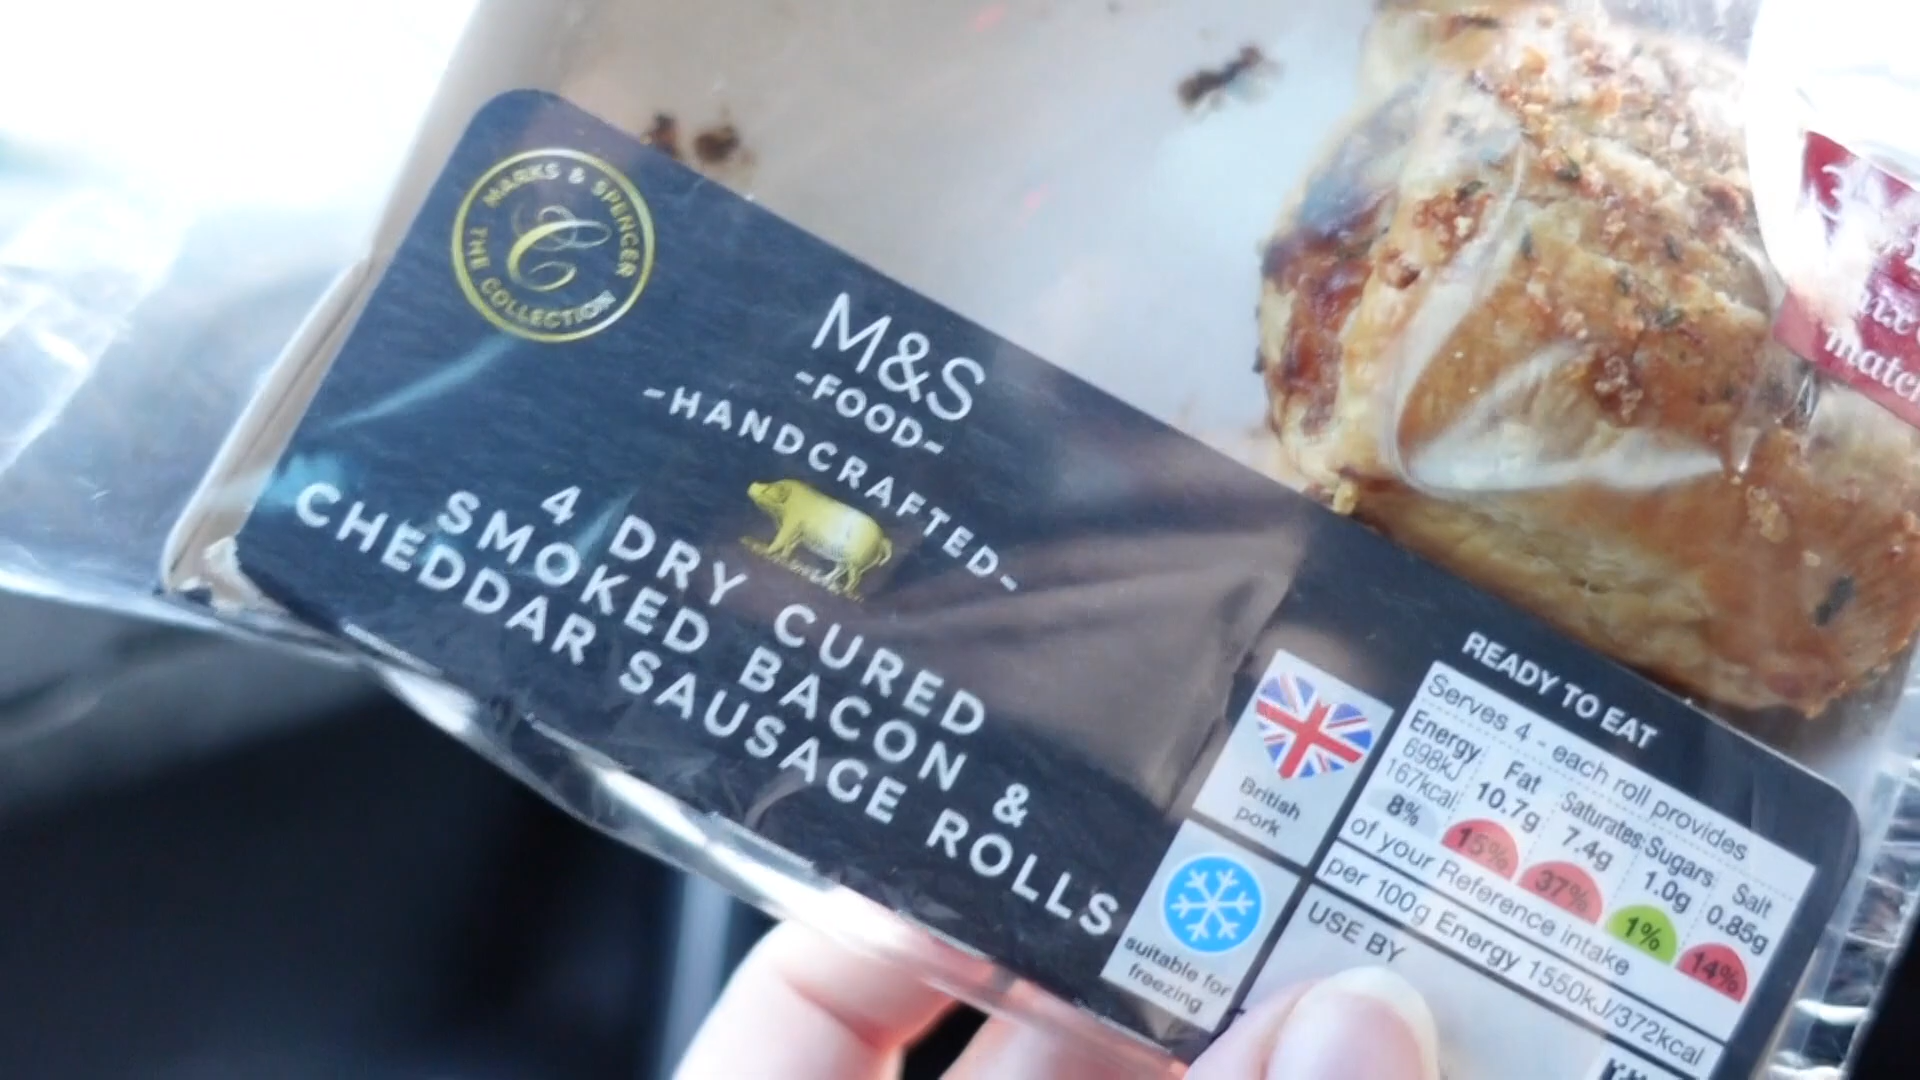 MARKS & SPENCER
THE COLLECTION
M&S
~FOOD~
~HANDCRAFTED~
4 DRY CURED
SMOKED BACON &
CHEDDAR SAUSAGE ROLLS
British
pork
suitable for
freezing
READY TO EAT
Serves 4 - each roll provides
Energy Fat Saturates Sugars Salt
698kJ 10.7g 7.4g 1.0g 0.85g
167kcal
8% 15% 37% 1% 14%
of your Reference intake
per 100g Energy 1550kJ/372kcal
USE BY